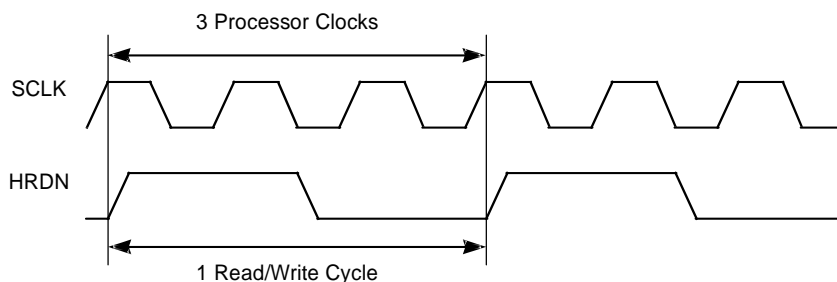 3 Processor Clocks
SCLK
HRDN
1 Read/Write Cycle